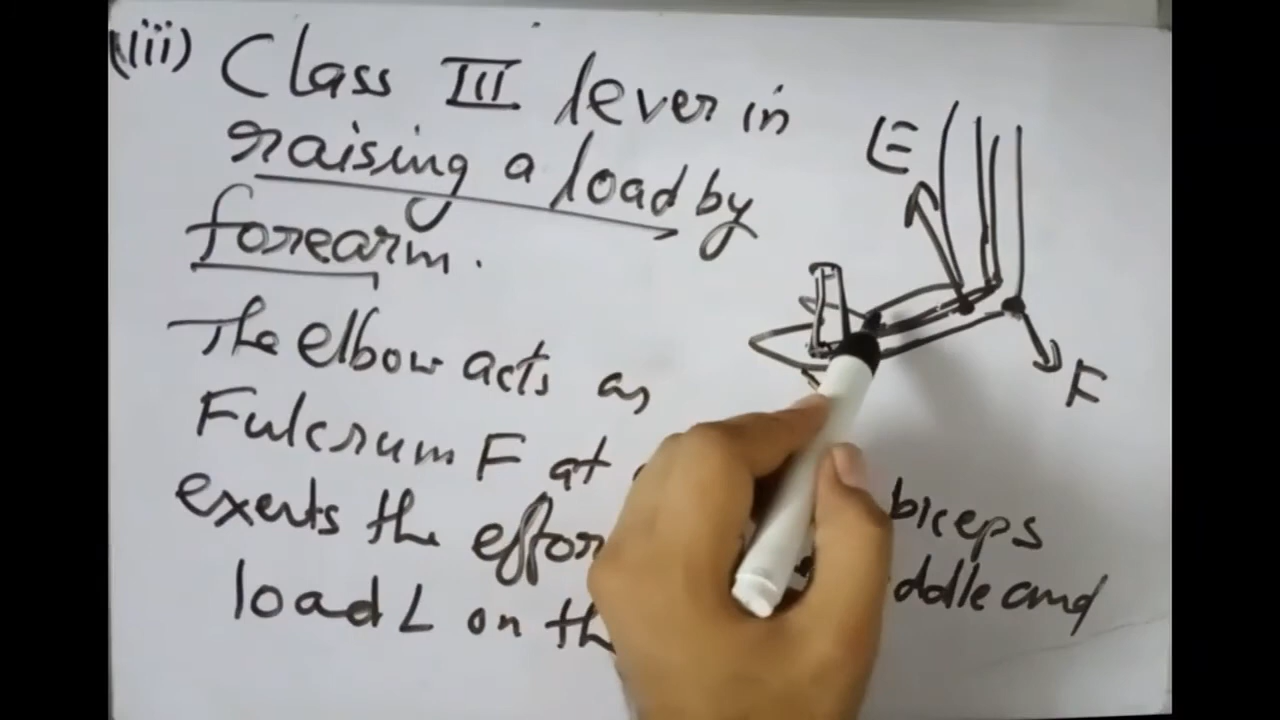 (iii) Class III lever in
raising a load by
forearm.
The elbow acts as
Fulcrum F at biceps
exerts the effor ddle and
load L on th
E
F